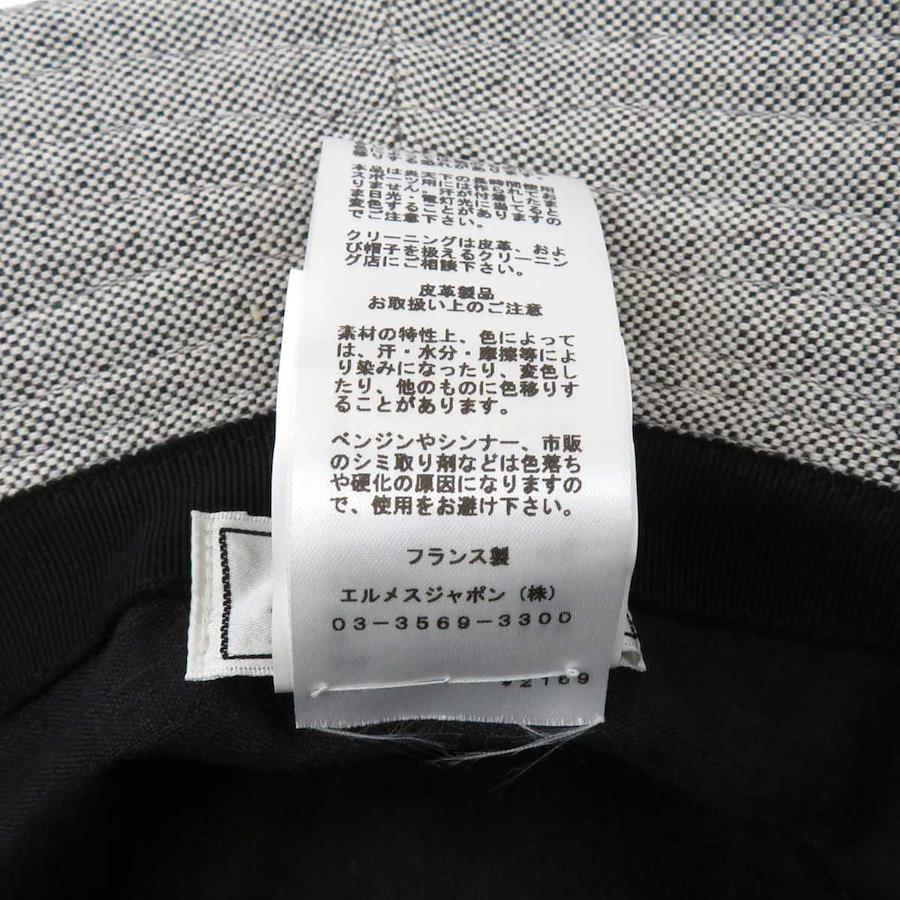 クリーニングは皮革、およ
び帽子を扱えるクリーニン
グ店にご相談下さい。
皮革製品
お取扱い上のご注意
素材の特性上、色によって
は、汗・水分・摩擦等によ
り染みになったり、変色し
たり、他のものに色移りす
ることがあります。
ベンジンやシンナー、市販
のシミ取り剤などは色落ち
や硬化の原因になりますの
で、使用をお避け下さい。
フランス製
エルメスジャポン（株）
03-3569-3300
¥2169